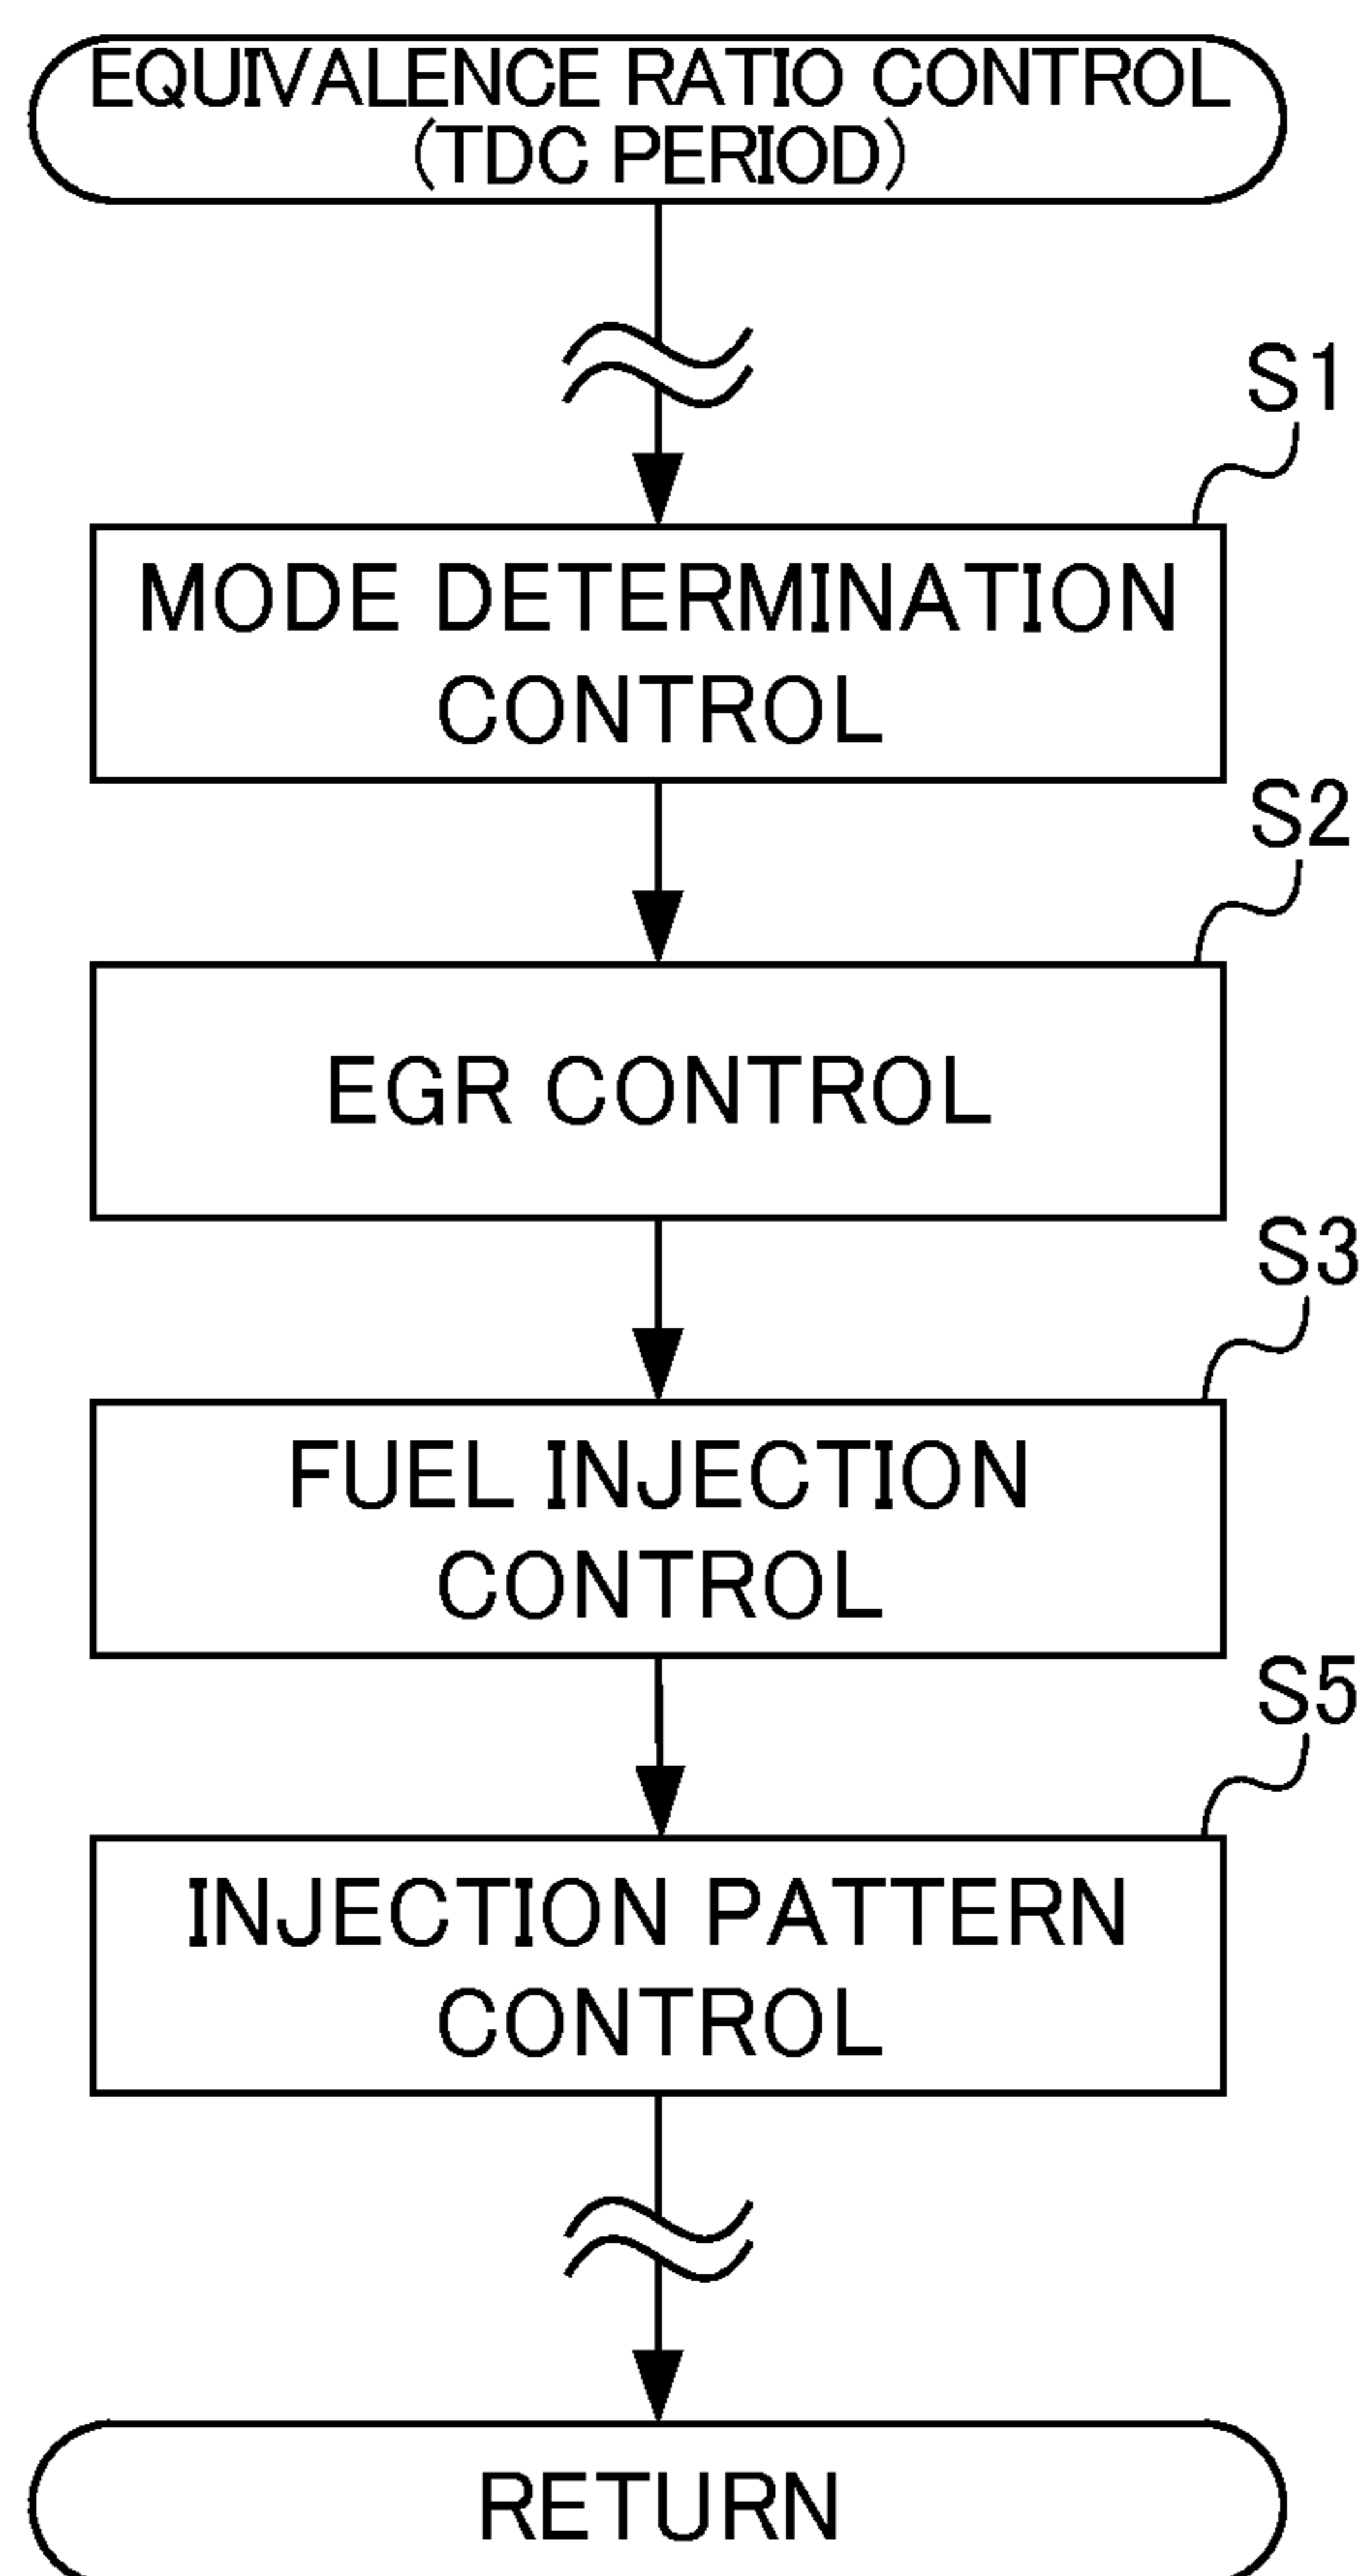 EQUIVALENCE RATIO CONTROL
(TDC PERIOD)
S1
MODE DETERMINATION
CONTROL
S2
EGR CONTROL
S3
FUEL INJECTION
CONTROL
S5
INJECTION PATTERN
CONTROL
RETURN